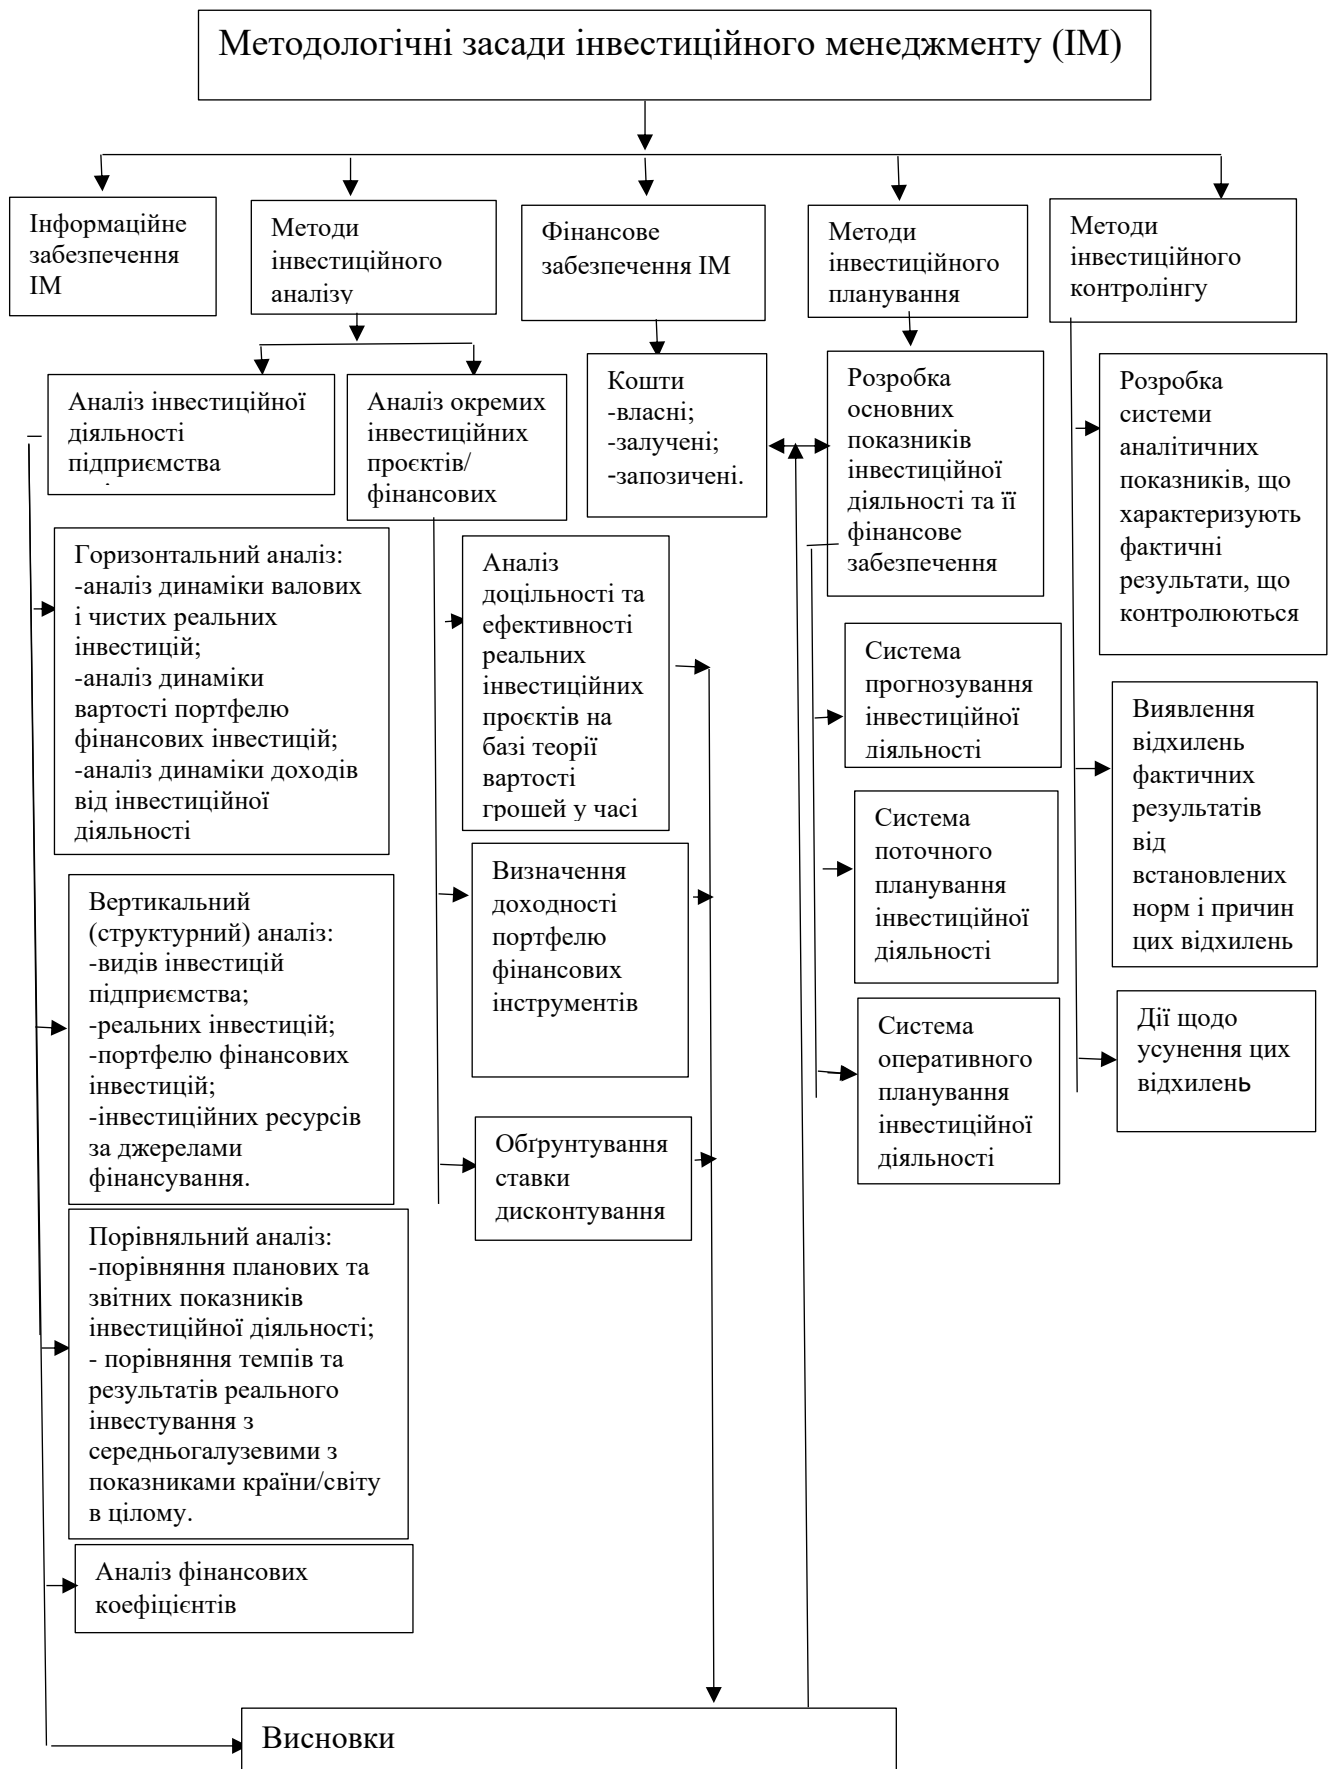 Методологічні засади інвестиційного менеджменту (ІМ)
Інформаційне
забезпечення
ІМ
Методи
інвестиційного
аналізу
Фінансове
забезпечення ІМ
Методи
інвестиційного
планування
Методи
інвестиційного
контролінгу
Аналіз інвестиційної
діяльності
підприємства
Аналіз окремих
інвестиційних
проєктів/
фінансових
Кошти
-власні;
-залучені;
-запозичені.
Розробка
основних
показників
інвестиційної
діяльності та її
фінансове
забезпечення
Розробка
системи
аналітичних
показників, що
характеризують
фактичні
результати, що
контролюються
Горизонтальний аналіз:
-аналіз динаміки валових
і чистих реальних
інвестицій;
-аналіз динаміки
вартості портфелю
фінансових інвестицій;
-аналіз динаміки доходів
від інвестиційної
діяльності
Аналіз
доцільності та
ефективності
реальних
інвестиційних
проєктів на
базі теорії
вартості
грошей у часі
Система
прогнозування
інвестиційної
діяльності
Виявлення
відхилень
фактичних
результатів
від
встановлених
норм і причин
цих відхилень
Вертикальний
(структурний) аналіз:
-видів інвестицій
підприємства;
-реальних інвестицій;
-портфелю фінансових
інвестицій;
-інвестиційних ресурсів
за джерелами
фінансування.
Визначення
доходності
портфелю
фінансових
інструментів
Система
поточного
планування
інвестиційної
діяльності
Система
оперативного
планування
інвестиційної
діяльності
Дії щодо
усунення цих
відхилень
Обґрунтування
ставки
дисконтування
Порівняльний аналіз:
-порівняння планових та
звітних показників
інвестиційної діяльності;
- порівняння темпів та
результатів реального
інвестування з
середньогалузевими з
показниками країни/світу
в цілому.
Аналіз фінансових
коефіцієнтів
Висновки